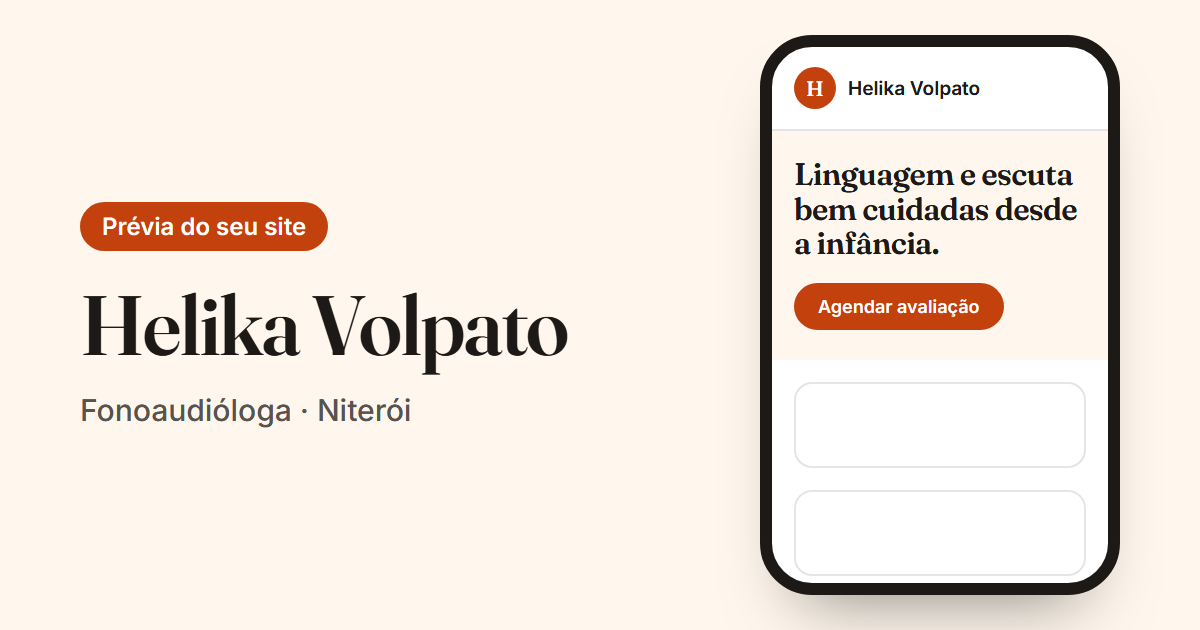 Prévia do seu site
Helika Volpato
Fonoaudióloga · Niterói
H
Helika Volpato
Linguagem e escuta
bem cuidadas desde
a infância.
Agendar avaliação